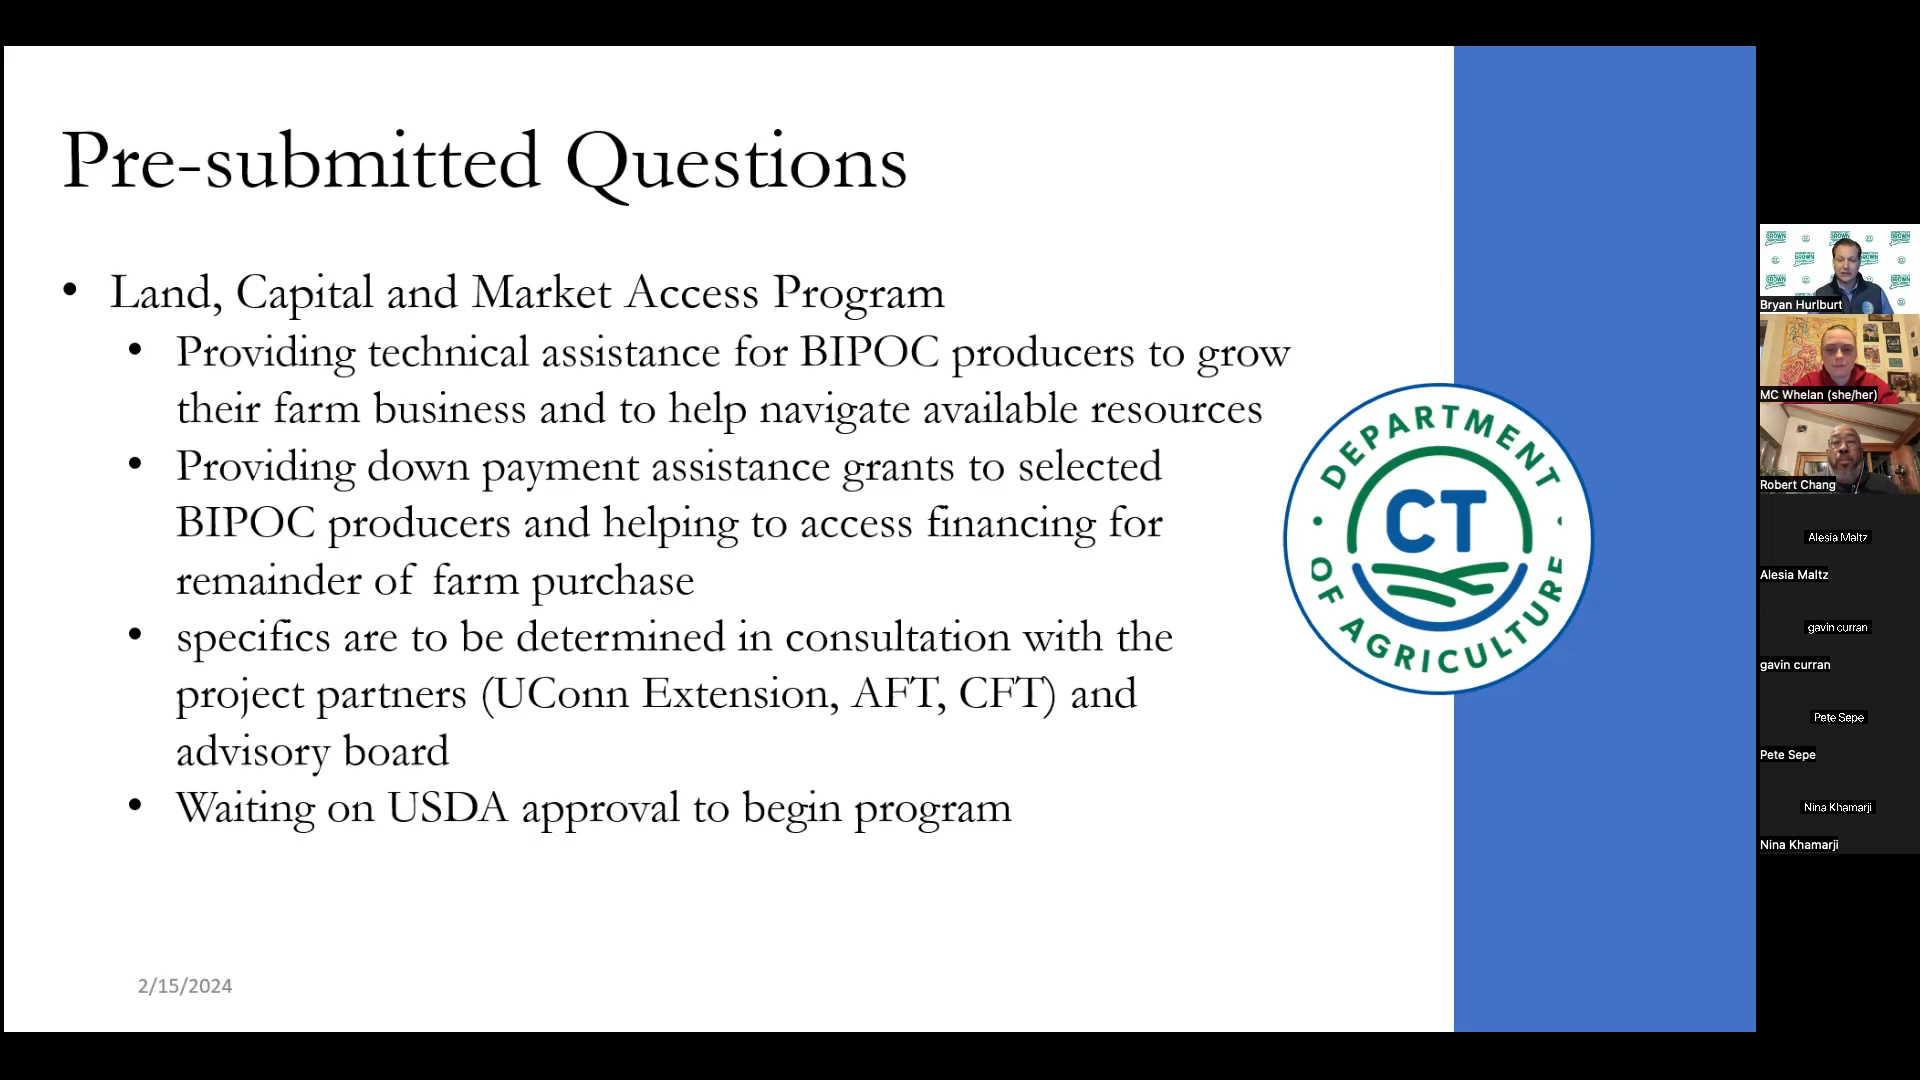 Pre-submitted Questions
• Land, Capital and Market Access Program
• Providing technical assistance for BIPOC producers to grow
their farm business and to help navigate available resources
• Providing down payment assistance grants to selected
BIPOC producers and helping to access financing for
remainder of farm purchase
• specifics are to be determined in consultation with the
project partners (UConn Extension, AFT, CFT) and
advisory board
• Waiting on USDA approval to begin program
2/15/2024
• DEPARTMENT •
CT
OF AGRICULTURE
Bryan Hurlburt
MC Whelan (she/her)
Robert Chang
Alesia Maltz
Alesia Maltz
gavin curran
gavin curran
Pete Sepe
Pete Sepe
Nina Khamarji
Nina Khamarji